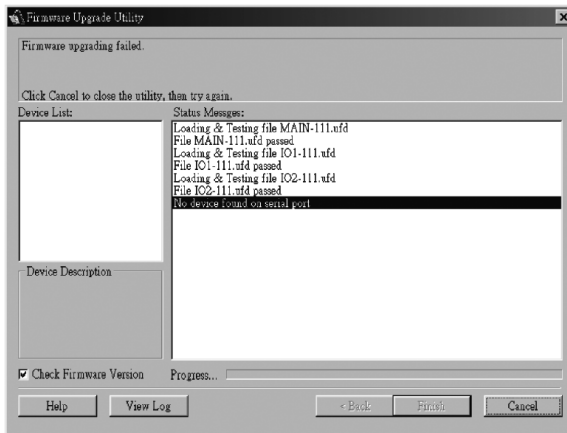 Firmware Upgrade Utility
Firmware upgrading failed.
Click Cancel to close the utility, then try again.
Device List:
Status Messges:
Loading & Testing file MAIN-111.ufd
File MAIN-111.ufd passed
Loading & Testing file IO1-111.ufd
File IO1-111.ufd passed
Loading & Testing file IO2-111.ufd
File IO2-111.ufd passed
No device found on serial port
Device Description
Check Firmware Version
Progress...
Help
View Log
<Back
Finish
Cancel